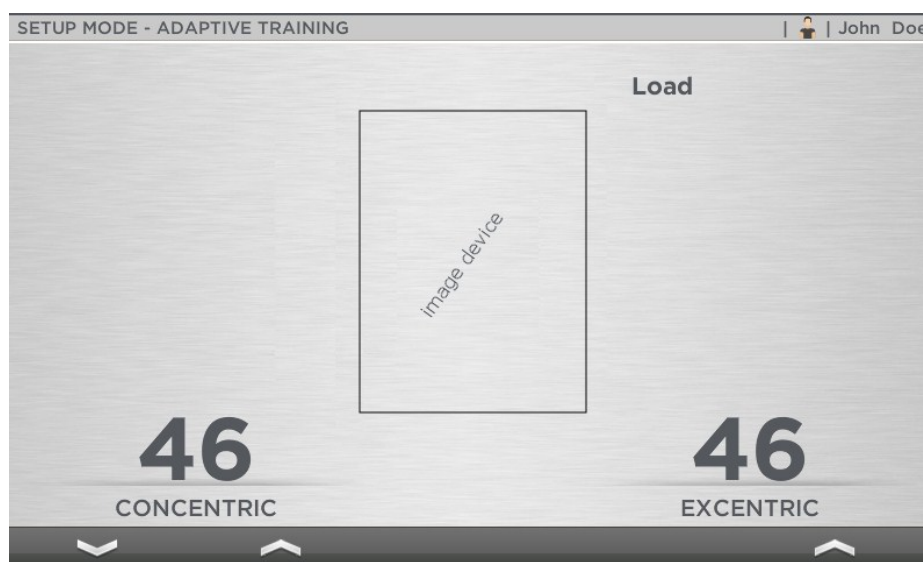 SETUP MODE - ADAPTIVE TRAINING | | John Doe
Load
image device
46 46
CONCENTRIC EXCENTRIC